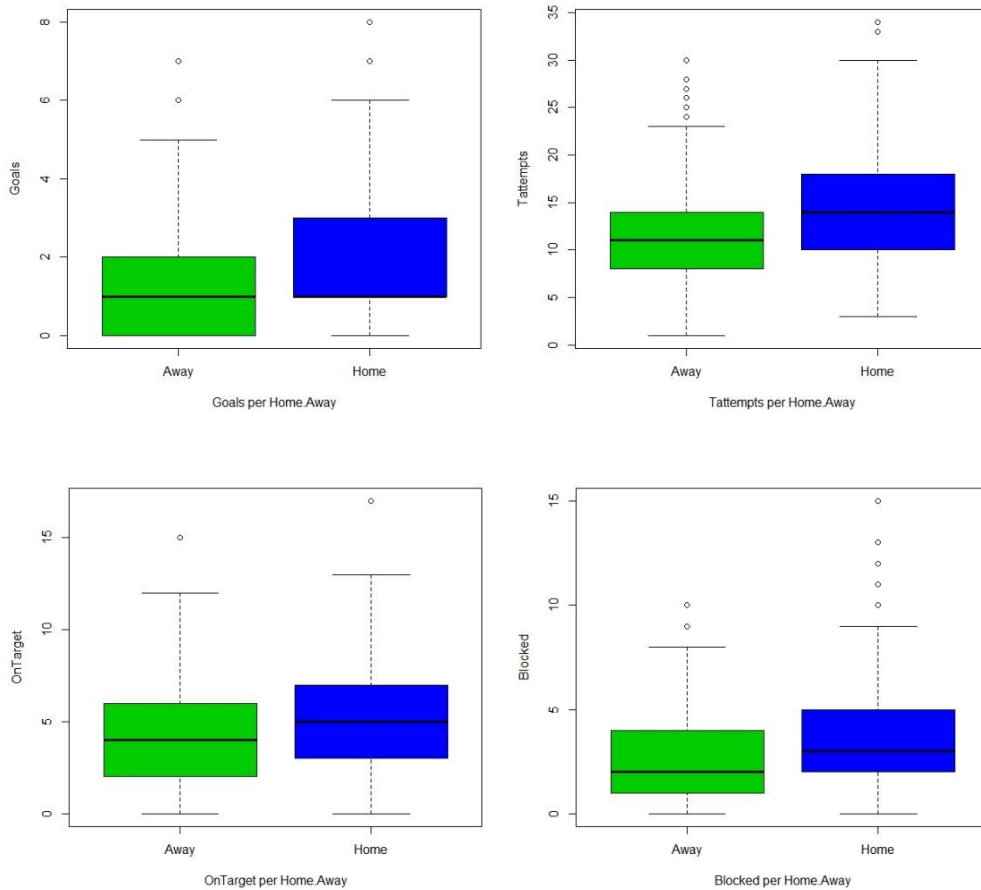 Goals
8
6
4
2
0
Away Home
Goals per Home.Away
Tattempts
35
30
25
20
15
10
5
0
Away Home
Tattempts per Home.Away
OnTarget
15
10
5
0
Away Home
OnTarget per Home.Away
Blocked
15
10
5
0
Away Home
Blocked per Home.Away